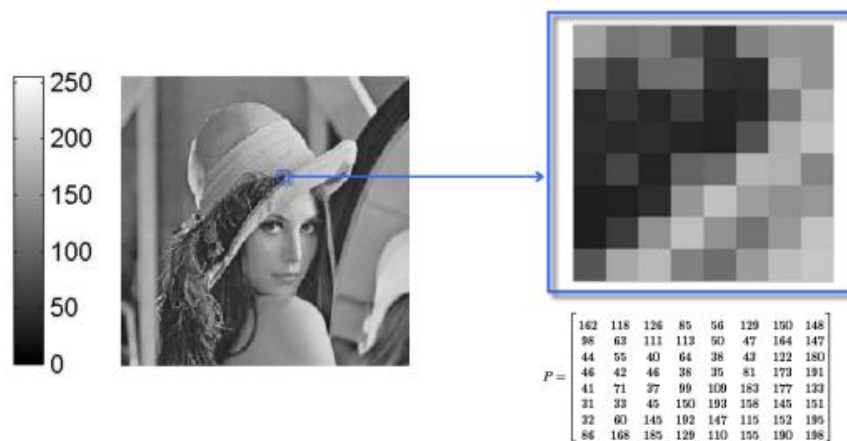 250
200
150
100
50
0
162 118 126 85 56 129 150 148
98 63 111 113 50 47 164 147
44 55 40 64 38 43 122 180
46 42 46 38 35 81 173 191
P =
41 71 37 99 109 183 177 133
31 33 45 150 193 158 145 151
32 60 145 192 147 115 152 195
86 168 185 129 110 155 190 198